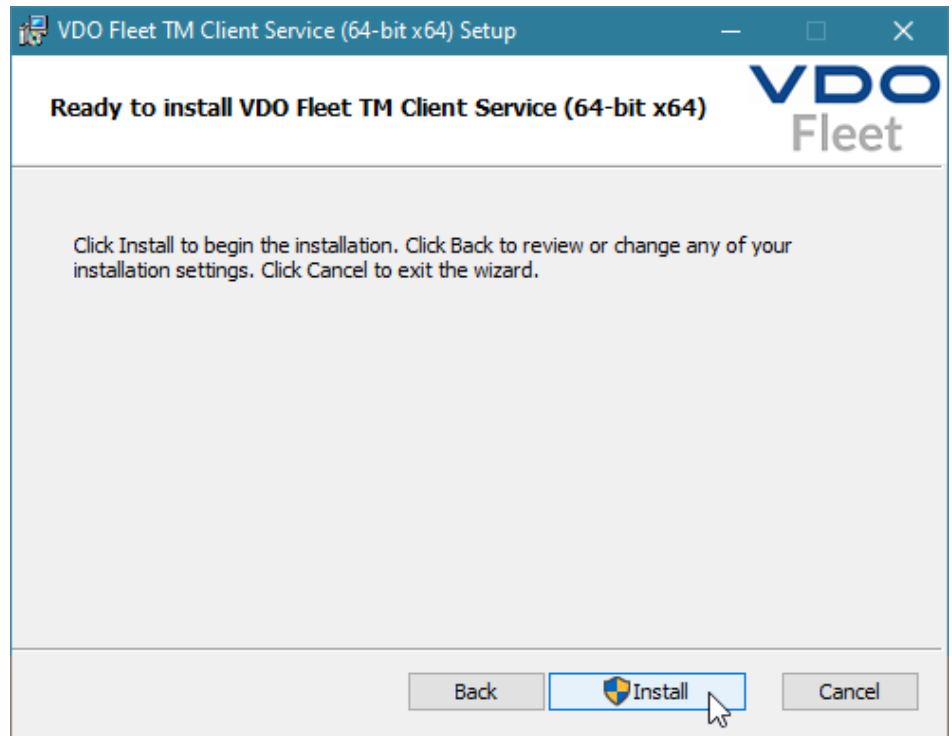 VDO Fleet TM Client Service (64-bit x64) Setup
Ready to install VDO Fleet TM Client Service (64-bit x64)
VDO
Fleet
Click Install to begin the installation. Click Back to review or change any of your
installation settings. Click Cancel to exit the wizard.
Back
Install
Cancel